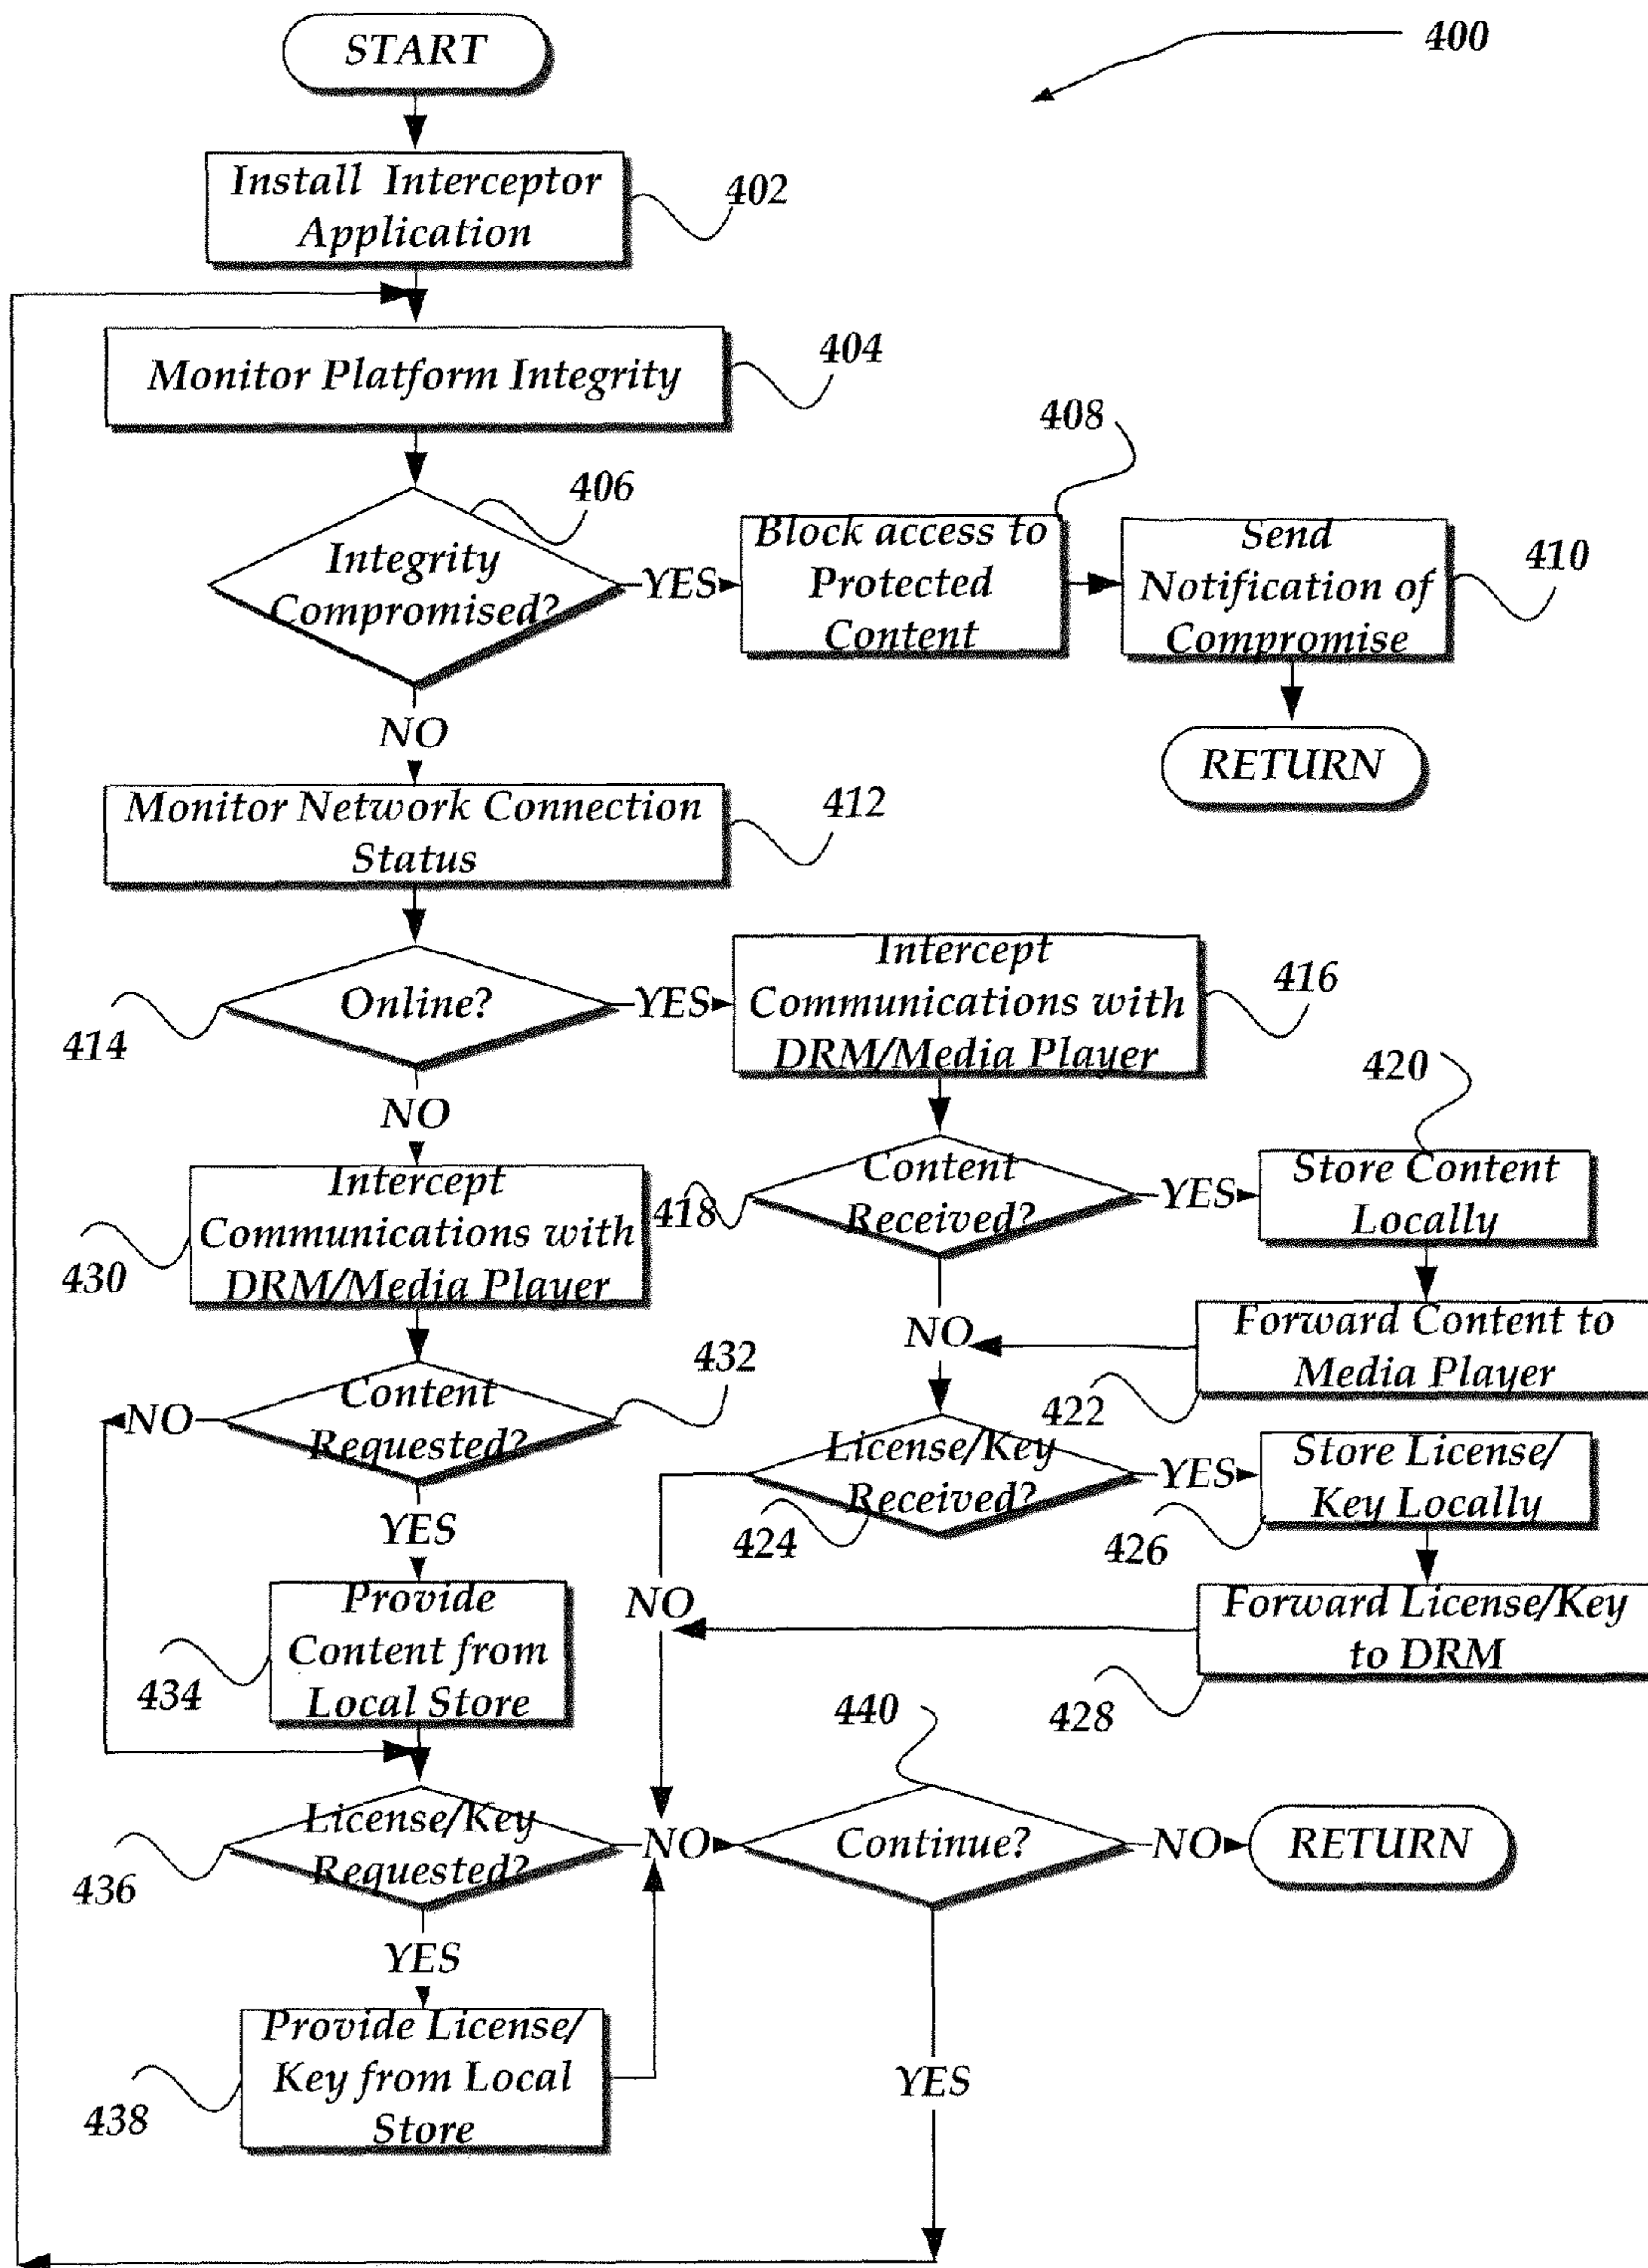 START
400
Install Interceptor
Application
402
Monitor Platform Integrity
404
408
406
Integrity
Compromised?
YES
Block access to
Protected
Content
Send
Notification of
Compromise
410
NO
RETURN
Monitor Network Connection
Status
412
Online?
414
YES
Intercept
Communications with
DRM/Media Player
416
420
NO
Intercept
Communications with
DRM/Media Player
430
418
Content
Received?
YES
Store Content
Locally
NO
Forward Content to
Media Player
422
432
Content
Requested?
NO
License/Key
Received?
424
YES
Store License/
Key Locally
426
YES
NO
Provide
Content from
Local Store
434
Forward License/Key
to DRM
428
440
License/Key
Requested?
436
NO
Continue?
NO
RETURN
YES
Provide License/
Key from Local
Store
438
YES